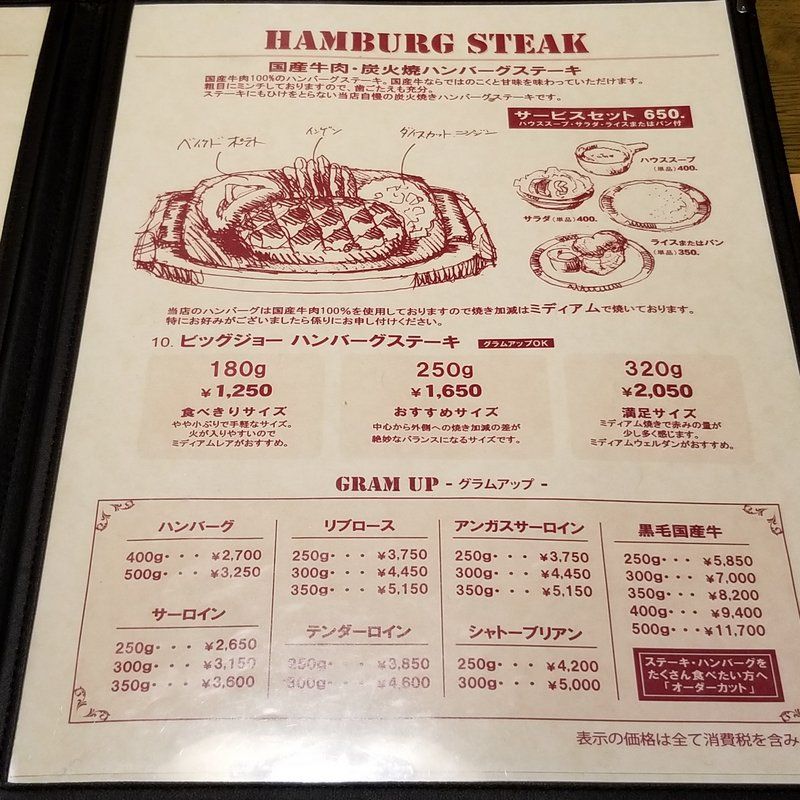 HAMBURG STEAK
国産牛肉・炭火焼ハンバーグステーキ
国産牛肉100%のハンバーグステーキ。国産牛ならではのこくと甘味を味わっていただけます。
粗目にミンチしておりますので、歯ごたえも充分。
ステーキにもひけをとらない当店自慢の炭火焼きハンバーグステーキです。
サービスセット 650.
ハウススープ・サラダ・ライスまたはパン付
ベイクド ポテト
インゲン
ダイスカット ニンジン
ハウススープ
(単品)400.
サラダ(単品)400.
ライスまたはパン
(単品)350.
当店のハンバーグは国産牛肉100%を使用しておりますので焼き加減はミディアムで焼いております。
特にお好みがございましたら係りにお申し付けください。
10. ビッグジョー ハンバーグステーキ グラムアップOK
180g
¥1,250
食べきりサイズ
やや小ぶりで手軽なサイズ。
火が入りやすいので
ミディアムレアがおすすめ。
250g
¥1,650
おすすめサイズ
中心から外側への焼き加減の差が
絶妙なバランスになるサイズです。
320g
¥2,050
満足サイズ
ミディアム焼きで赤みの量が
少し多く感じます。
ミディアムウェルダンがおすすめ。
GRAM UP - グラムアップ -
ハンバーグ
400g・・・¥2,700
500g・・・¥3,250
サーロイン
250g・・・¥2,650
300g・・・¥3,150
350g・・・¥3,600
リブロース
250g・・・¥3,750
300g・・・¥4,450
350g・・・¥5,150
テンダーロイン
250g・・・¥3,850
300g・・・¥4,600
アンガスサーロイン
250g・・・¥3,750
300g・・・¥4,450
350g・・・¥5,150
シャトーブリアン
250g・・・¥4,200
300g・・・¥5,000
黒毛国産牛
250g・・・¥5,850
300g・・・¥7,000
350g・・・¥8,200
400g・・・¥9,400
500g・・・¥11,700
ステーキ・ハンバーグを
たくさん食べたい方へ
「オーダーカット」
表示の価格は全て消費税を含み